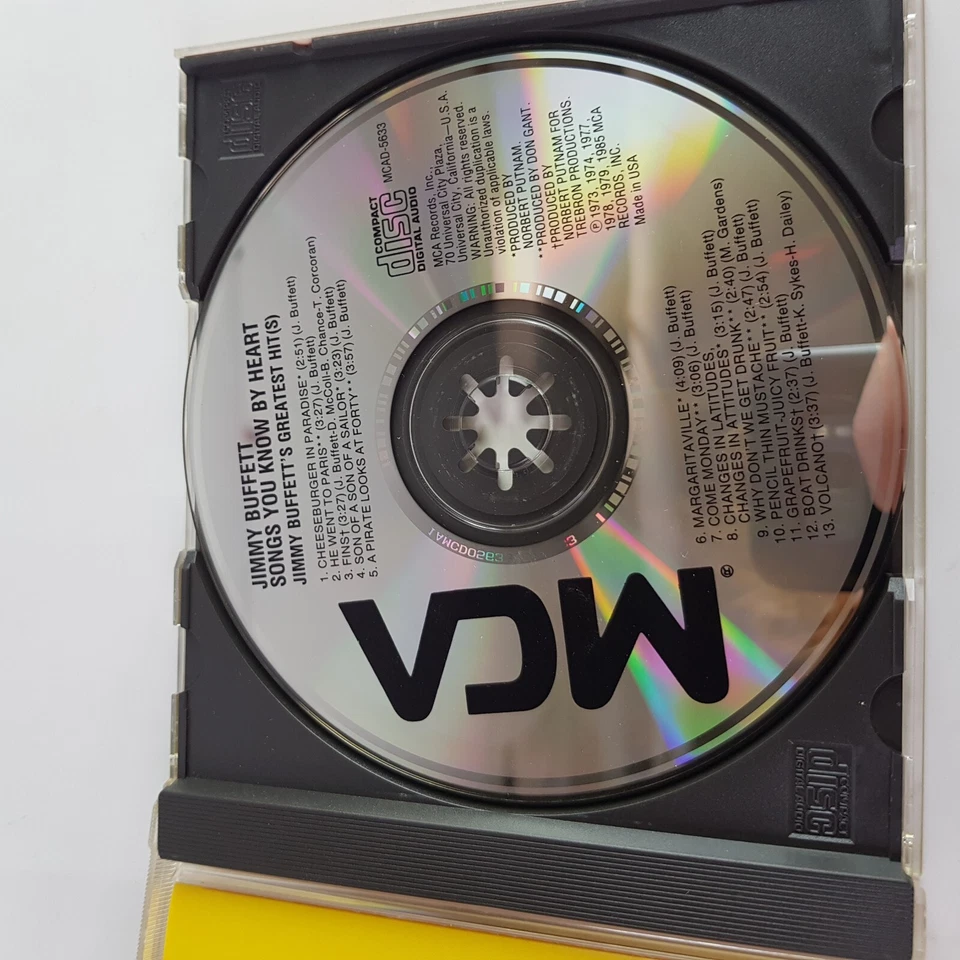 JIMMY BUFFETT
SONGS YOU KNOW BY HEART
JIMMY BUFFETT'S GREATEST HIT(S)
1. CHEESEBURGER IN PARADISE* (2:51) (J. Buffett)
2. HE WENT TO PARIS** (3:27) (J. Buffett)
3. FINS† (3:27) (J. Buffett-D. McColl-B. Chance-T. Corcoran)
4. SON OF A SON OF A SAILOR* (3:23) (J. Buffett)
5. A PIRATE LOOKS AT FORTY** (3:57) (J. Buffett)
COMPACT
disc
DIGITAL AUDIO
MCAD-5633
MCA Records, Inc.,
70 Universal City Plaza,
Universal City, California—U.S.A.
WARNING: All rights reserved.
Unauthorized duplication is a
violation of applicable laws.
*PRODUCED BY
NORBERT PUTNAM.
**PRODUCED BY DON GANT.
†PRODUCED BY
NORBERT PUTNAM FOR
TREBRON PRODUCTIONS.
℗ 1973, 1974, 1977,
1978, 1979, 1985 MCA
RECORDS, INC.
Made in USA
MCA®
6. MARGARITAVILLE* (4:09) (J. Buffett)
7. COME MONDAY** (3:06) (J. Buffett)
8. CHANGES IN LATITUDES,
CHANGES IN ATTITUDES* (3:15) (J. Buffett)
9. WHY DON'T WE GET DRUNK** (2:40) (M. Gardens)
10. PENCIL THIN MUSTACHE** (2:47) (J. Buffett)
11. GRAPEFRUIT-JUICY FRUIT** (2:54) (J. Buffett)
12. BOAT DRINKS† (2:37) (J. Buffett)
13. VOLCANO† (3:37) (J. Buffett-K. Sykes-H. Dailey)
COMPACT
disc
DIGITAL AUDIO